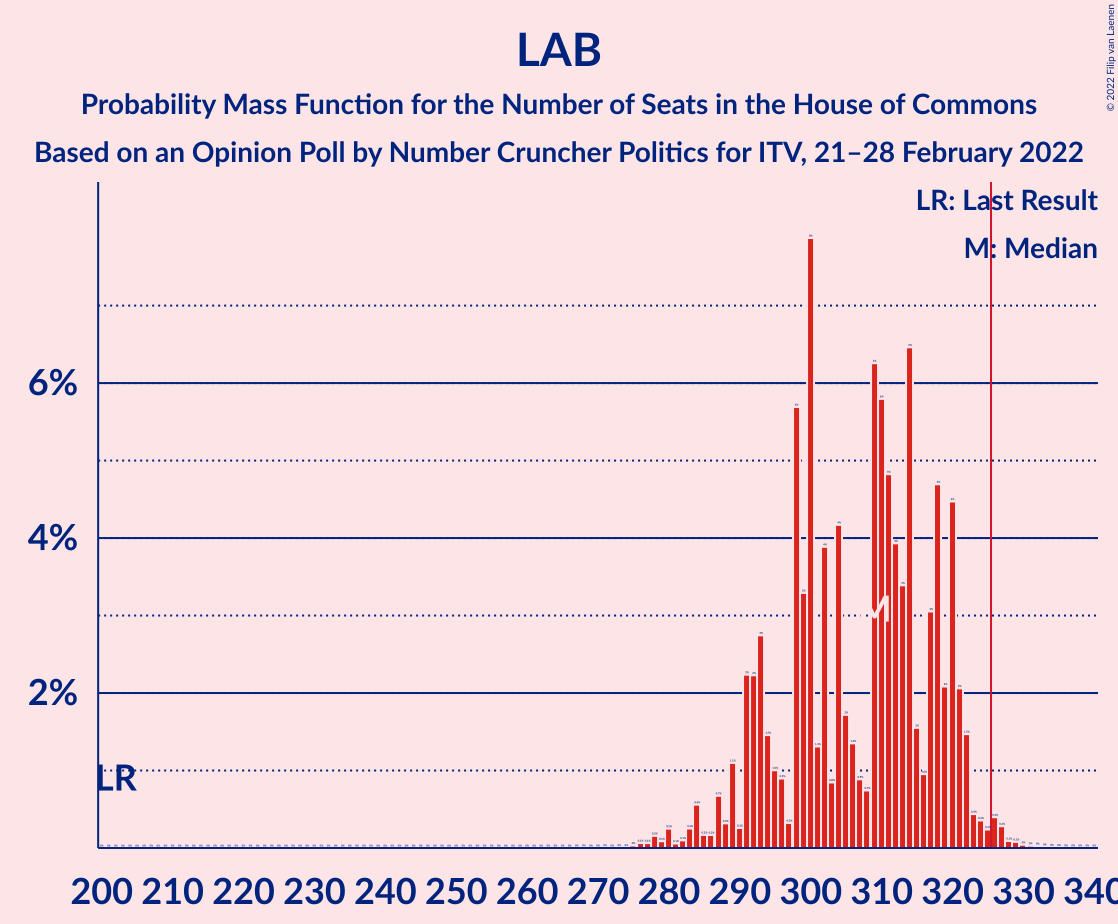 LAB
Probability Mass Function for the Number of Seats in the House of Commons
Based on an Opinion Poll by Number Cruncher Politics for ITV, 21–28 February 2022
© 2022 Filip van Laenen
LR: Last Result
M: Median
6%
4%
2%
M
LR
200 210 220 230 240 250 260 270 280 290 300 310 320 330 340